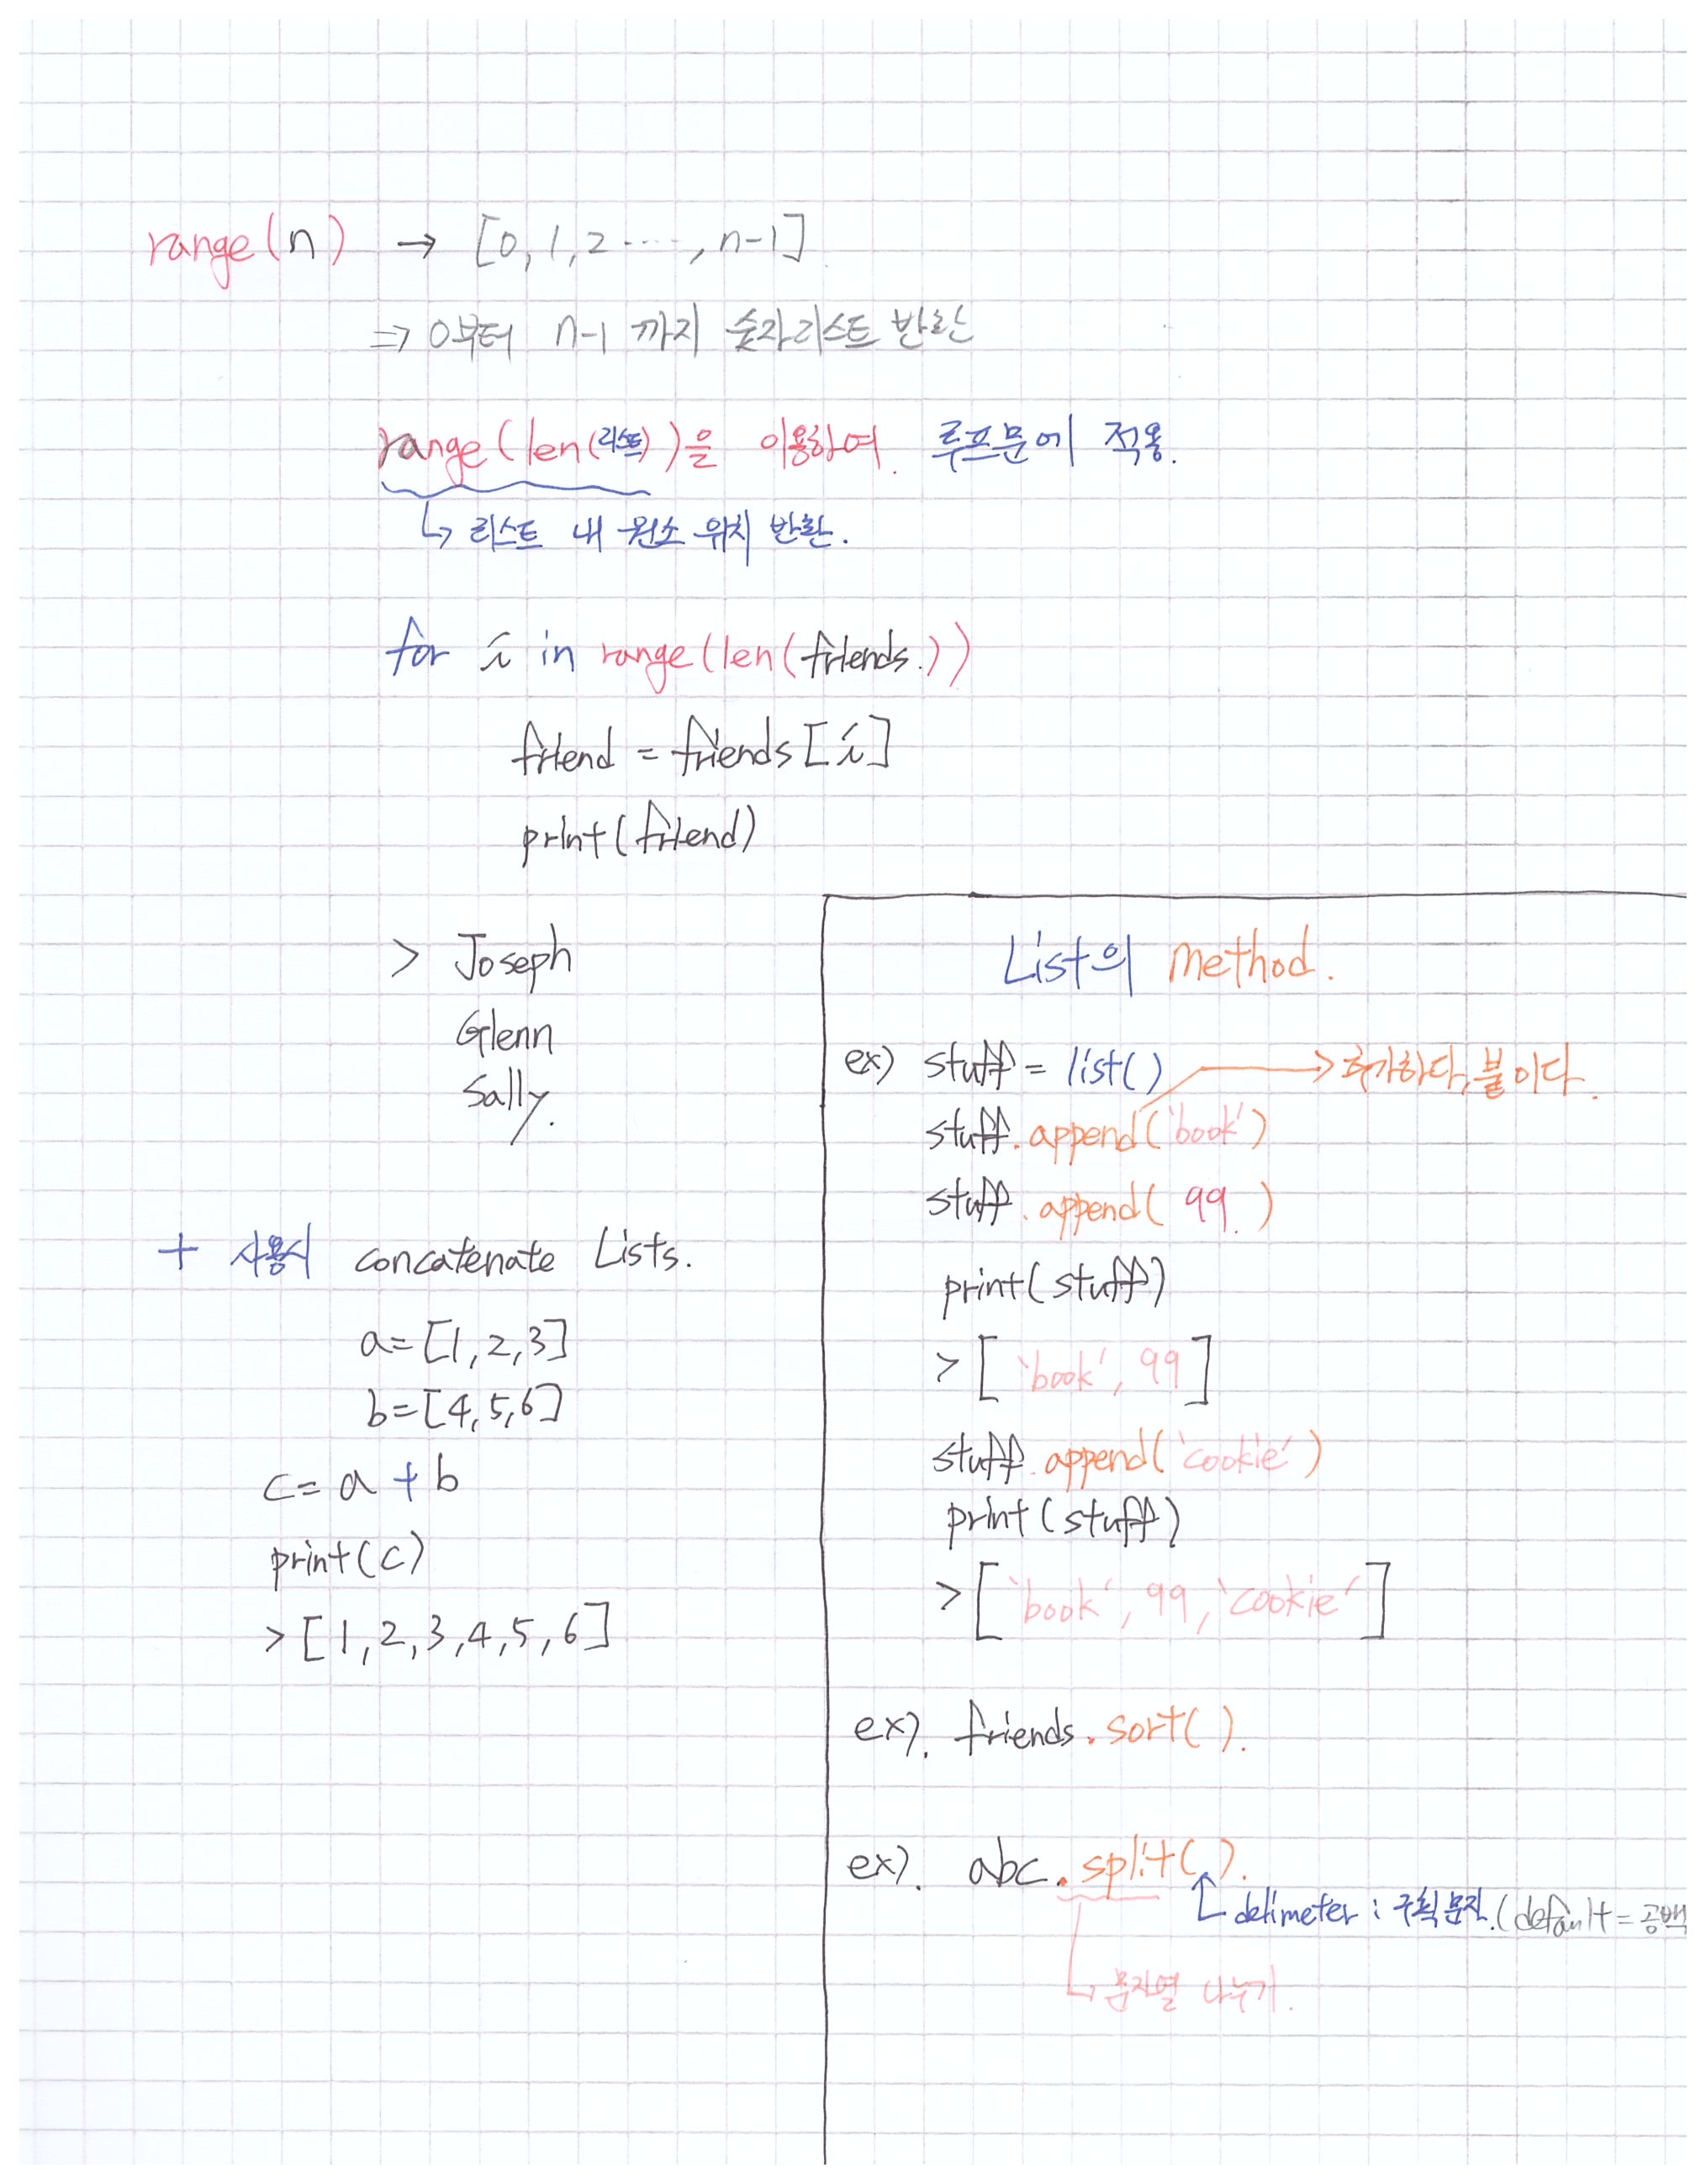 range(n) → [0, 1, 2 ····, n-1]
⇒ 0부터 n-1 까지 숫자리스트 반환
range(len(리스트))을 이용하여. 루프문에 적용.
↳ 리스트 내 원소 위치 반환.
for i in range(len(friends.))
friend = friends[i]
print(friend)
> Joseph
Glenn
Sally.
+ 사용시 concatenate Lists.
a=[1, 2, 3]
b=[4, 5, 6]
c= a + b
print(c)
> [1, 2, 3, 4, 5, 6]
List의 method.
ex) stuff = list() → 추가하다, 붙이다.
stuff.append('book')
stuff.append( 99. )
print(stuff)
> [ 'book', 99 ]
stuff.append('cookie')
print(stuff)
> [ 'book', 99, 'cookie' ]
ex). friends.sort().
ex). abc.split( ).
delimeter : 구획 문자. (default = 공백
↳ 문자열 나누기.